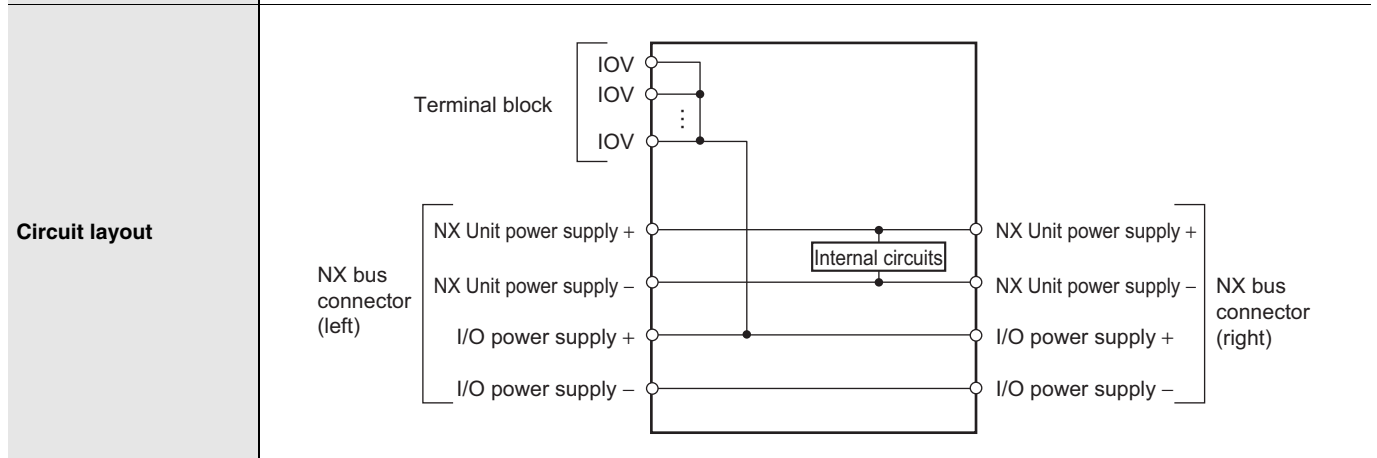 Circuit layout
Terminal block
IOV
IOV
⋮
IOV
NX bus
connector
(left)
NX Unit power supply +
NX Unit power supply −
I/O power supply +
I/O power supply −
Internal circuits
NX Unit power supply +
NX Unit power supply −
I/O power supply +
I/O power supply −
NX bus
connector
(right)